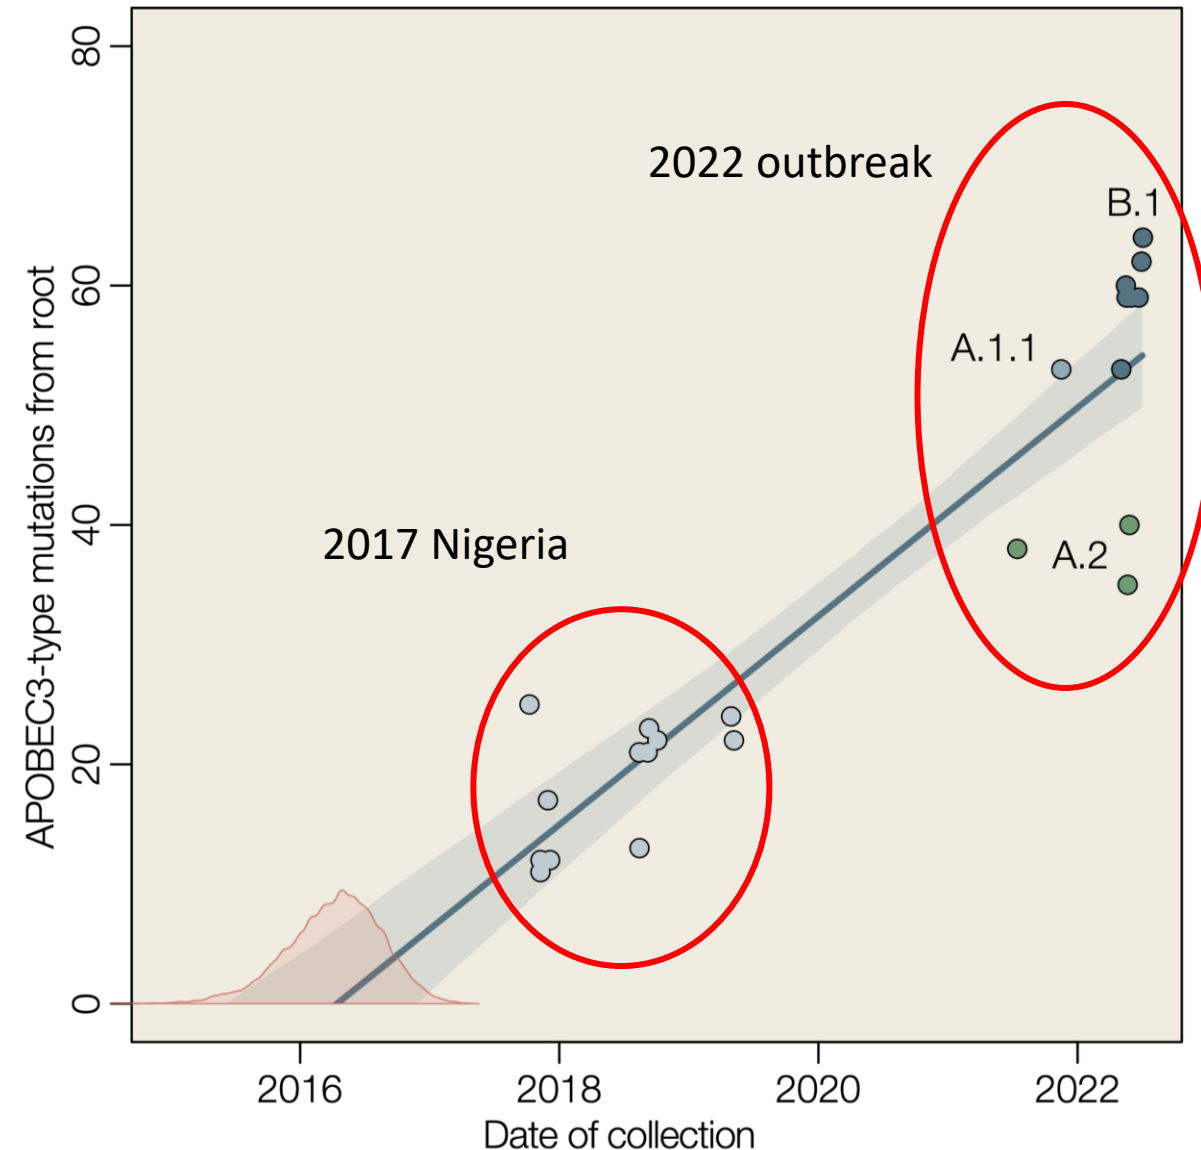 80
60
40
20
0
APOBEC3-type mutations from root
2022 outbreak
B.1
A.1.1
A.2
2017 Nigeria
2016
2018
2020
2022
Date of collection